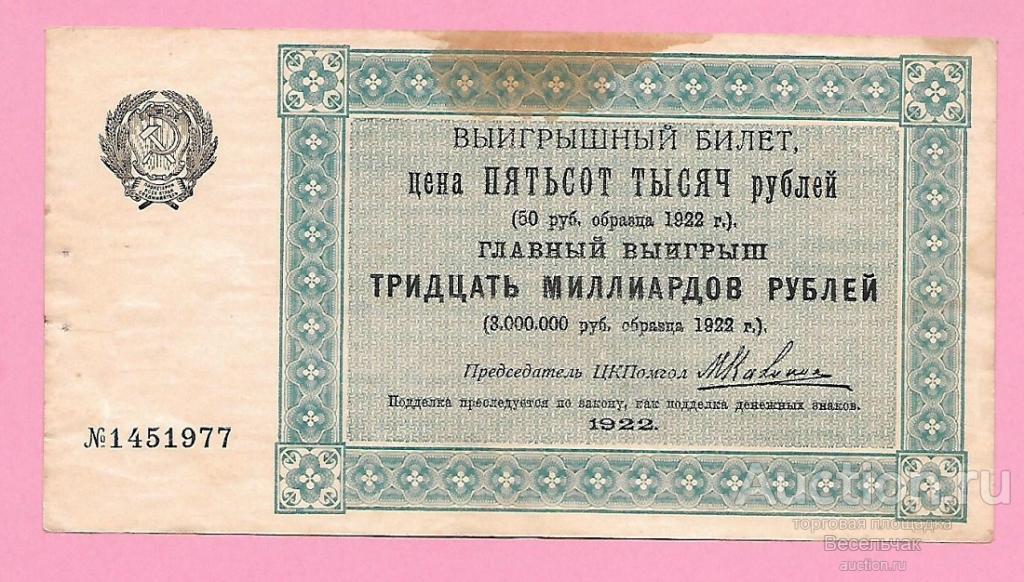 ВЫИГРЫШНЫЙ БИЛЕТ,
цена ПЯТЬСОТ ТЫСЯЧ рублей
(50 руб. образца 1922 г.).
ГЛАВНЫЙ ВЫИГРЫШ
ТРИДЦАТЬ МИЛЛИАРДОВ РУБЛЕЙ
(3.000.000 руб. образца 1922 г.).
Председатель ЦКПомгол МКалинин
Подделка преследуется по закону, как подделка денежных знаков.
1922.
№1451977
Auction.ru
торговая площадка
Весельчак
auction.ru